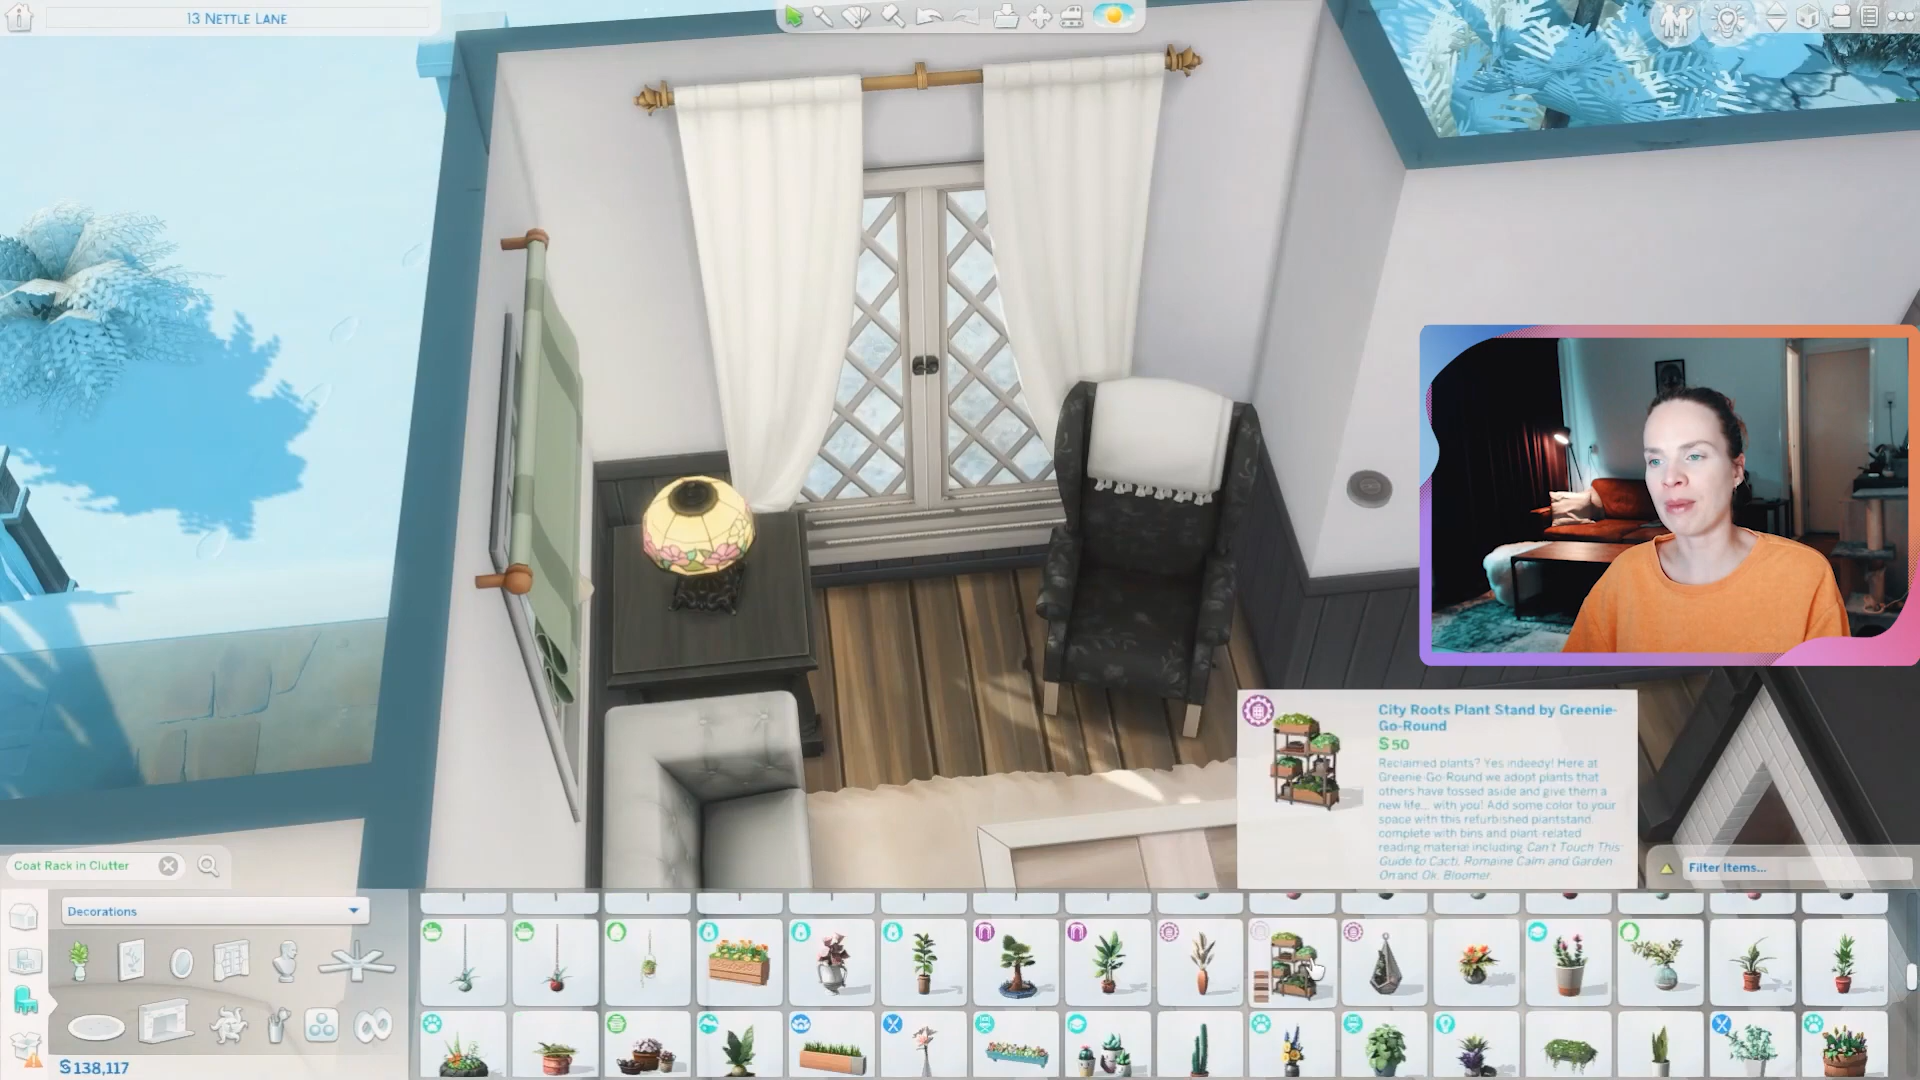 13 Nettle Lane
City Roots Plant Stand by Greenie-
Go-Round
§50
Reclaimed plants? Yes indeedy! Here at
Greenie-Go-Round we adopt plants that
others have tossed aside and give them a
new life... with you! Add some color to your
space with this refurbished plantstand,
complete with bins and plant-related
reading material including Can't Touch This:
Guide to Cacti, Romaine Calm and Garden
On and Ok, Bloomer.
Coat Rack in Clutter
Filter Items...
Decorations
§138,117